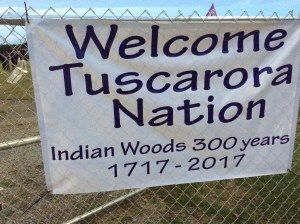 Welcome
Tuscarora
Nation
Indian Woods 300 years
1717 - 2017